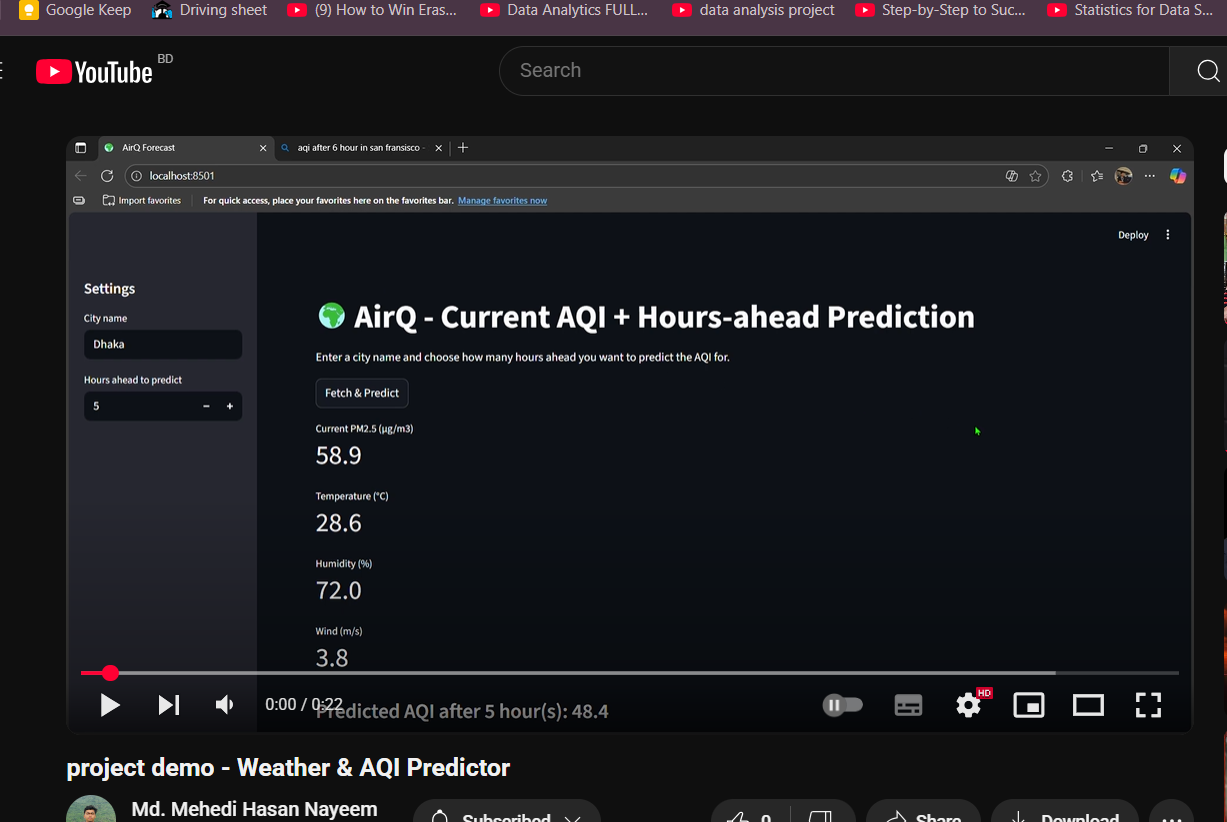 Google Keep Driving sheet (9) How to Win Eras... Data Analytics FULL... data analysis project Step-by-Step to Suc... Statistics for Data S...
YouTube BD
Search
AirQ Forecast aqi after 6 hour in san fransisco -
localhost:8501
Import favorites For quick access, place your favorites here on the favorites bar. Manage favorites now
Deploy
Settings
City name
Dhaka
Hours ahead to predict
5 − +
AirQ - Current AQI + Hours-ahead Prediction
Enter a city name and choose how many hours ahead you want to predict the AQI for.
Fetch & Predict
Current PM2.5 (µg/m3)
58.9
Temperature (°C)
28.6
Humidity (%)
72.0
Wind (m/s)
3.8
Predicted AQI after 5 hour(s): 48.4
0:00 / 0:22
HD
project demo - Weather & AQI Predictor
Md. Mehedi Hasan Nayeem
Subscribed 0 Share Download